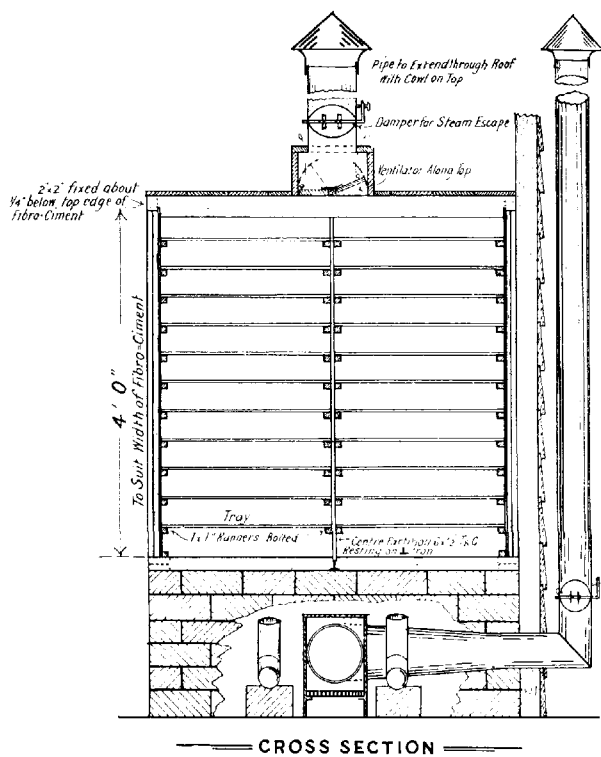 Pipe to Extend through Roof
With Cowl on Top
Damper for Steam Escape
Ventilator Along Top
2"x2" fixed about
¼" below top edge of
Fibro-Ciment
4' 0"
To Suit Width of Fibro-Ciment
Tray
1"x1" Runners Bolted
Centre Partition 6"x½" T&G
Resting on ⊥ Iron
CROSS SECTION